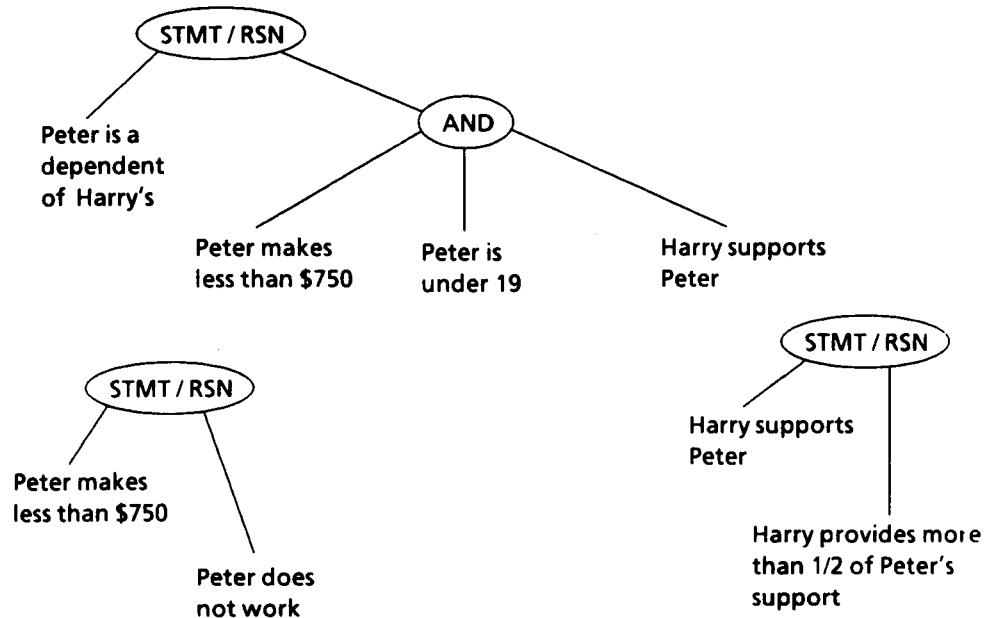 STMT / RSN
Peter is a
dependent
of Harry's
AND
Peter makes
less than $750
Peter is
under 19
Harry supports
Peter
STMT / RSN
Peter makes
less than $750
Peter does
not work
STMT / RSN
Harry supports
Peter
Harry provides more
than 1/2 of Peter's
support